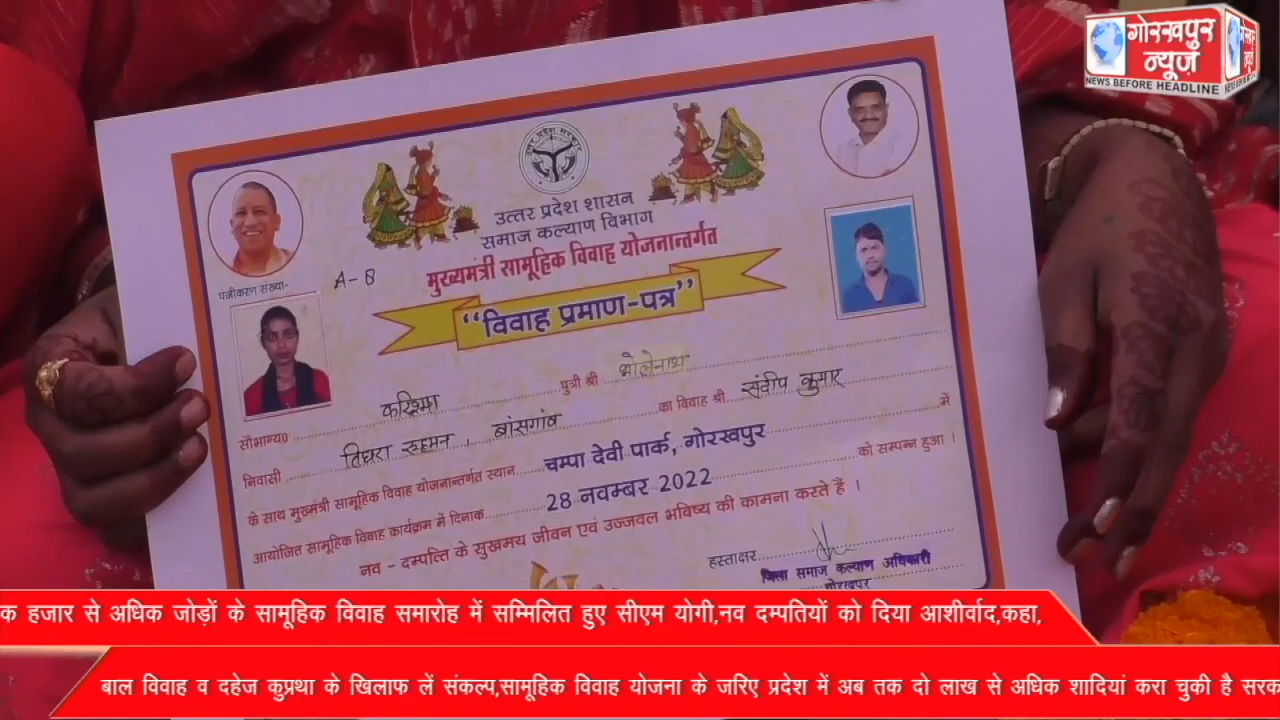 गोरखपुर
न्यूज़
NEWS BEFORE HEADLINE
उत्तर प्रदेश शासन
समाज कल्याण विभाग
मुख्यमंत्री सामूहिक विवाह योजनान्तर्गत
“विवाह प्रमाण-पत्र”
पंजीकरण संख्या- A-8
सौभाग्य0 करिश्मा पुत्री श्री भोलेनाथ
निवासी तिघरा , बांसगांव का विवाह श्री संदीप कुमार
के साथ मुख्यमंत्री सामूहिक विवाह योजनान्तर्गत स्थान चम्पा देवी पार्क, गोरखपुर में
आयोजित सामूहिक विवाह कार्यक्रम में दिनाक 28 नवम्बर 2022 को सम्पन्न हुआ ।
नव - दम्पत्ति के सुखमय जीवन एवं उज्जवल भविष्य की कामना करते हैं ।
हस्ताक्षर
जिला समाज कल्याण अधिकारी
गोरखपुर
क हजार से अधिक जोड़ों के सामूहिक विवाह समारोह में सम्मिलित हुए सीएम योगी,नव दम्पतियों को दिया आशीर्वाद,कहा,
बाल विवाह व दहेज कुप्रथा के खिलाफ लें संकल्प,सामूहिक विवाह योजना के जरिए प्रदेश में अब तक दो लाख से अधिक शादियां करा चुकी है सरक